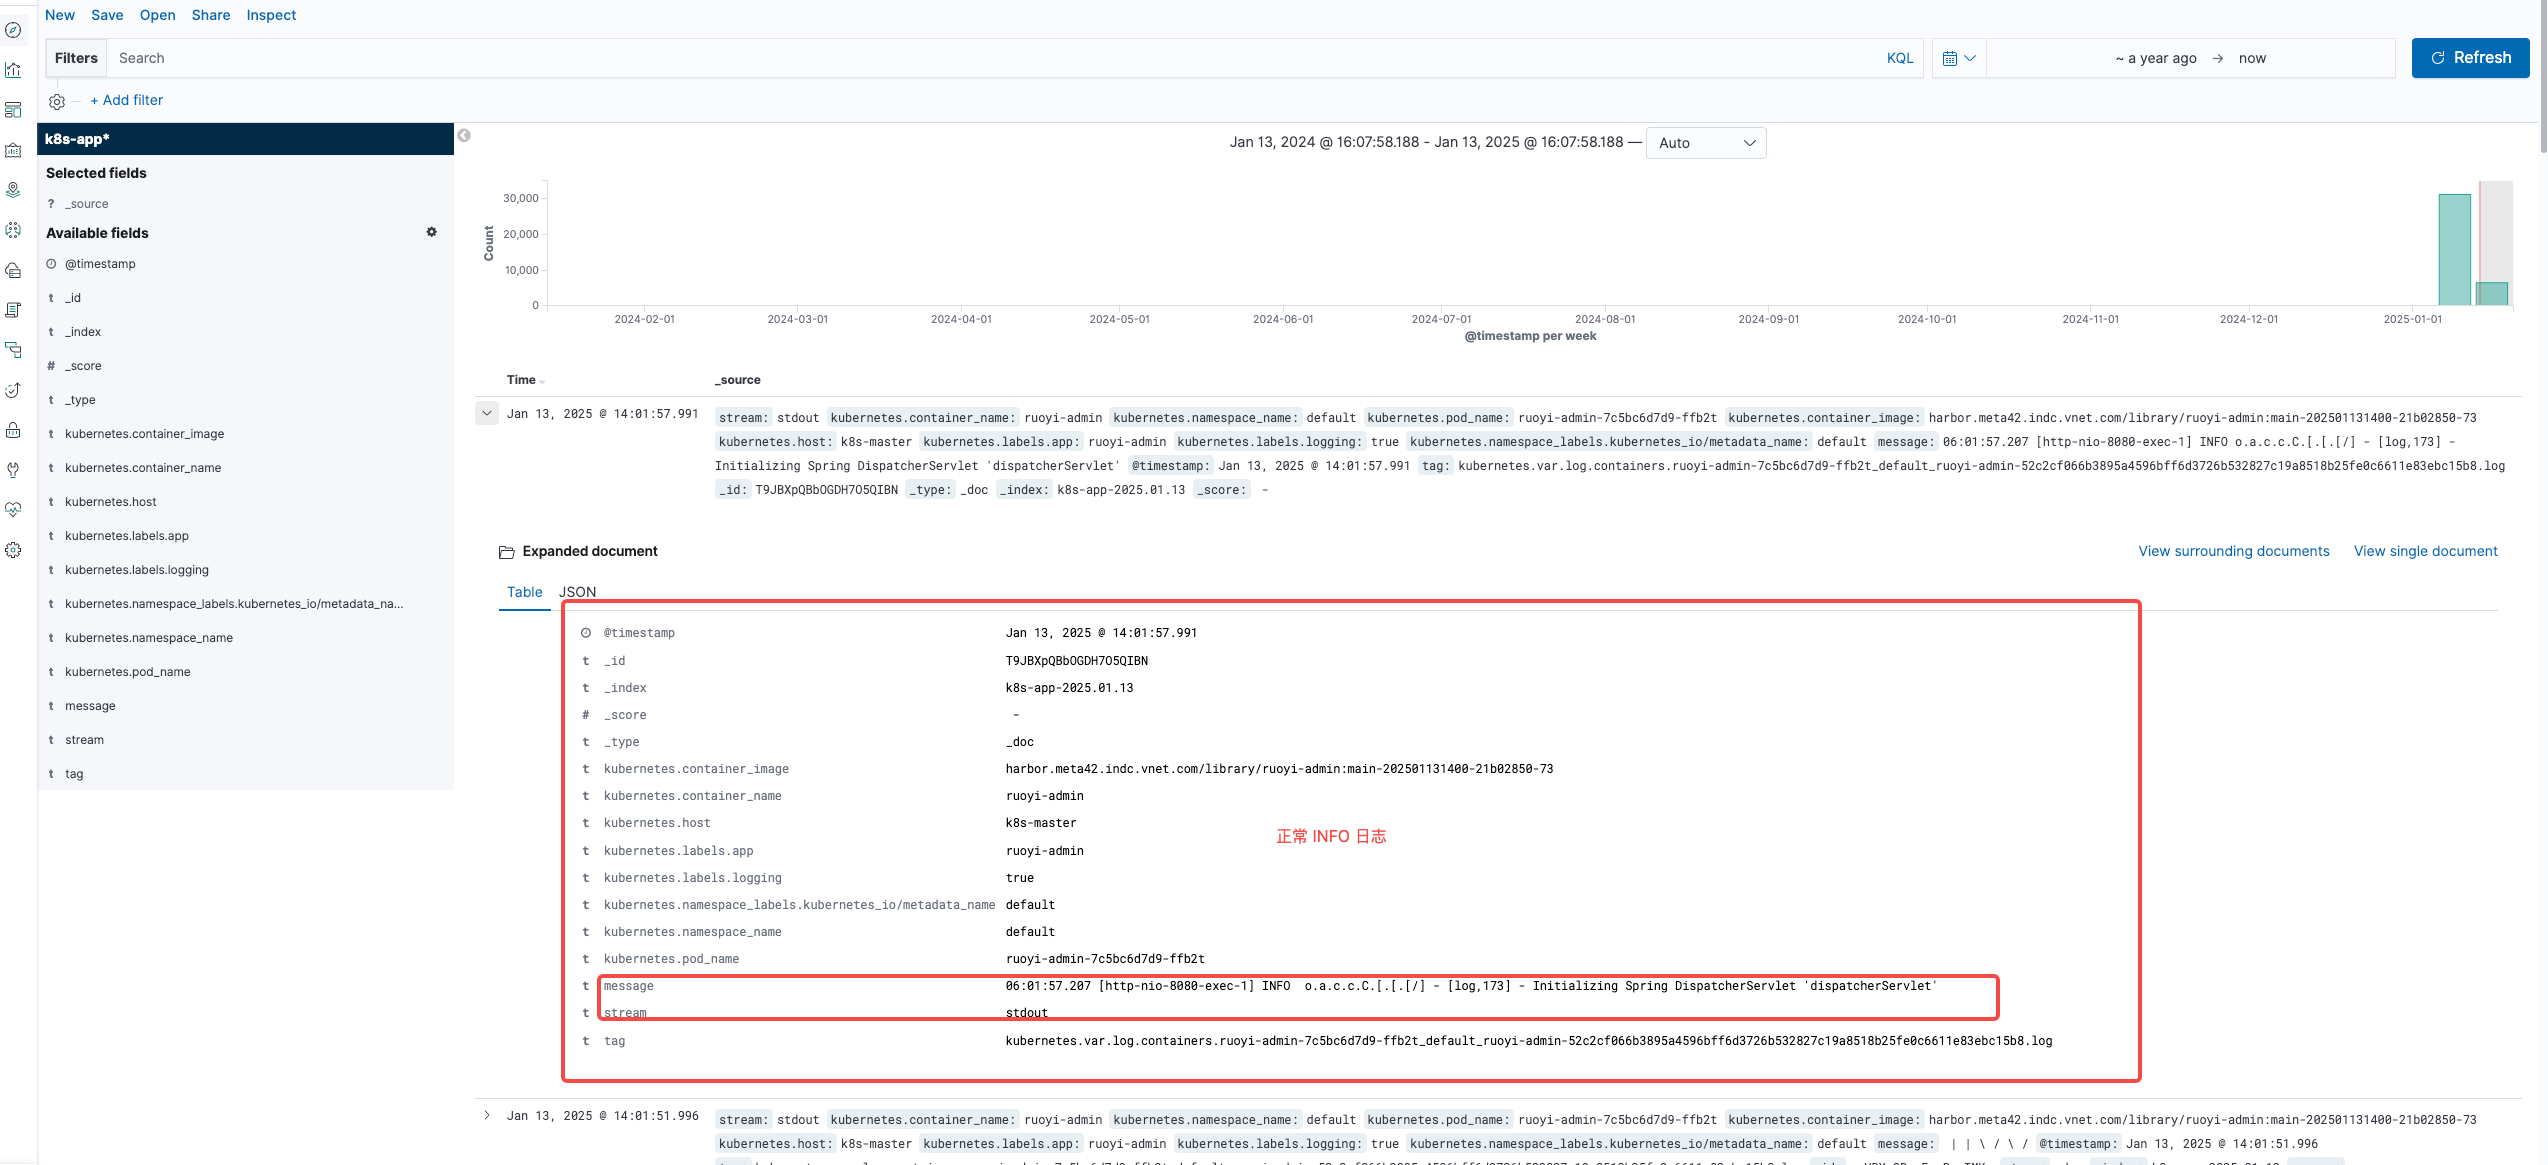 New Save Open Share Inspect
Filters Search KQL ~ a year ago → now Refresh
+ Add filter
k8s-app*
Selected fields
? _source
Available fields
@timestamp
t _id
t _index
# _score
t _type
t kubernetes.container_image
t kubernetes.container_name
t kubernetes.host
t kubernetes.labels.app
t kubernetes.labels.logging
t kubernetes.namespace_labels.kubernetes_io/metadata_na...
t kubernetes.namespace_name
t kubernetes.pod_name
t message
t stream
t tag
Jan 13, 2024 @ 16:07:58.188 - Jan 13, 2025 @ 16:07:58.188 — Auto
Count
30,000
20,000
10,000
0
2024-02-01 2024-03-01 2024-04-01 2024-05-01 2024-06-01 2024-07-01 2024-08-01 2024-09-01 2024-10-01 2024-11-01 2024-12-01 2025-01-01
@timestamp per week
Time _source
Jan 13, 2025 @ 14:01:57.991 stream: stdout kubernetes.container_name: ruoyi-admin kubernetes.namespace_name: default kubernetes.pod_name: ruoyi-admin-7c5bc6d7d9-ffb2t kubernetes.container_image: harbor.meta42.indc.vnet.com/library/ruoyi-admin:main-202501131400-21b02850-73
kubernetes.host: k8s-master kubernetes.labels.app: ruoyi-admin kubernetes.labels.logging: true kubernetes.namespace_labels.kubernetes_io/metadata_name: default message: 06:01:57.207 [http-nio-8080-exec-1] INFO o.a.c.c.C.[.[.[/] - [log,173] -
Initializing Spring DispatcherServlet 'dispatcherServlet' @timestamp: Jan 13, 2025 @ 14:01:57.991 tag: kubernetes.var.log.containers.ruoyi-admin-7c5bc6d7d9-ffb2t_default_ruoyi-admin-52c2cf066b3895a4596bff6d3726b532827c19a8518b25fe0c6611e83ebc15b8.log
_id: T9JBXpQBbOGDH7O5QIBN _type: _doc _index: k8s-app-2025.01.13 _score: -
Expanded document View surrounding documents View single document
Table JSON
@timestamp Jan 13, 2025 @ 14:01:57.991
t _id T9JBXpQBbOGDH7O5QIBN
t _index k8s-app-2025.01.13
# _score -
t _type _doc
t kubernetes.container_image harbor.meta42.indc.vnet.com/library/ruoyi-admin:main-202501131400-21b02850-73
t kubernetes.container_name ruoyi-admin
t kubernetes.host k8s-master
正常 INFO 日志
t kubernetes.labels.app ruoyi-admin
t kubernetes.labels.logging true
t kubernetes.namespace_labels.kubernetes_io/metadata_name default
t kubernetes.namespace_name default
t kubernetes.pod_name ruoyi-admin-7c5bc6d7d9-ffb2t
t message 06:01:57.207 [http-nio-8080-exec-1] INFO o.a.c.c.C.[.[.[/] - [log,173] - Initializing Spring DispatcherServlet 'dispatcherServlet'
t stream stdout
t tag kubernetes.var.log.containers.ruoyi-admin-7c5bc6d7d9-ffb2t_default_ruoyi-admin-52c2cf066b3895a4596bff6d3726b532827c19a8518b25fe0c6611e83ebc15b8.log
Jan 13, 2025 @ 14:01:51.996 stream: stdout kubernetes.container_name: ruoyi-admin kubernetes.namespace_name: default kubernetes.pod_name: ruoyi-admin-7c5bc6d7d9-ffb2t kubernetes.container_image: harbor.meta42.indc.vnet.com/library/ruoyi-admin:main-202501131400-21b02850-73
kubernetes.host: k8s-master kubernetes.labels.app: ruoyi-admin kubernetes.labels.logging: true kubernetes.namespace_labels.kubernetes_io/metadata_name: default message: | | \ / \ / @timestamp: Jan 13, 2025 @ 14:01:51.996